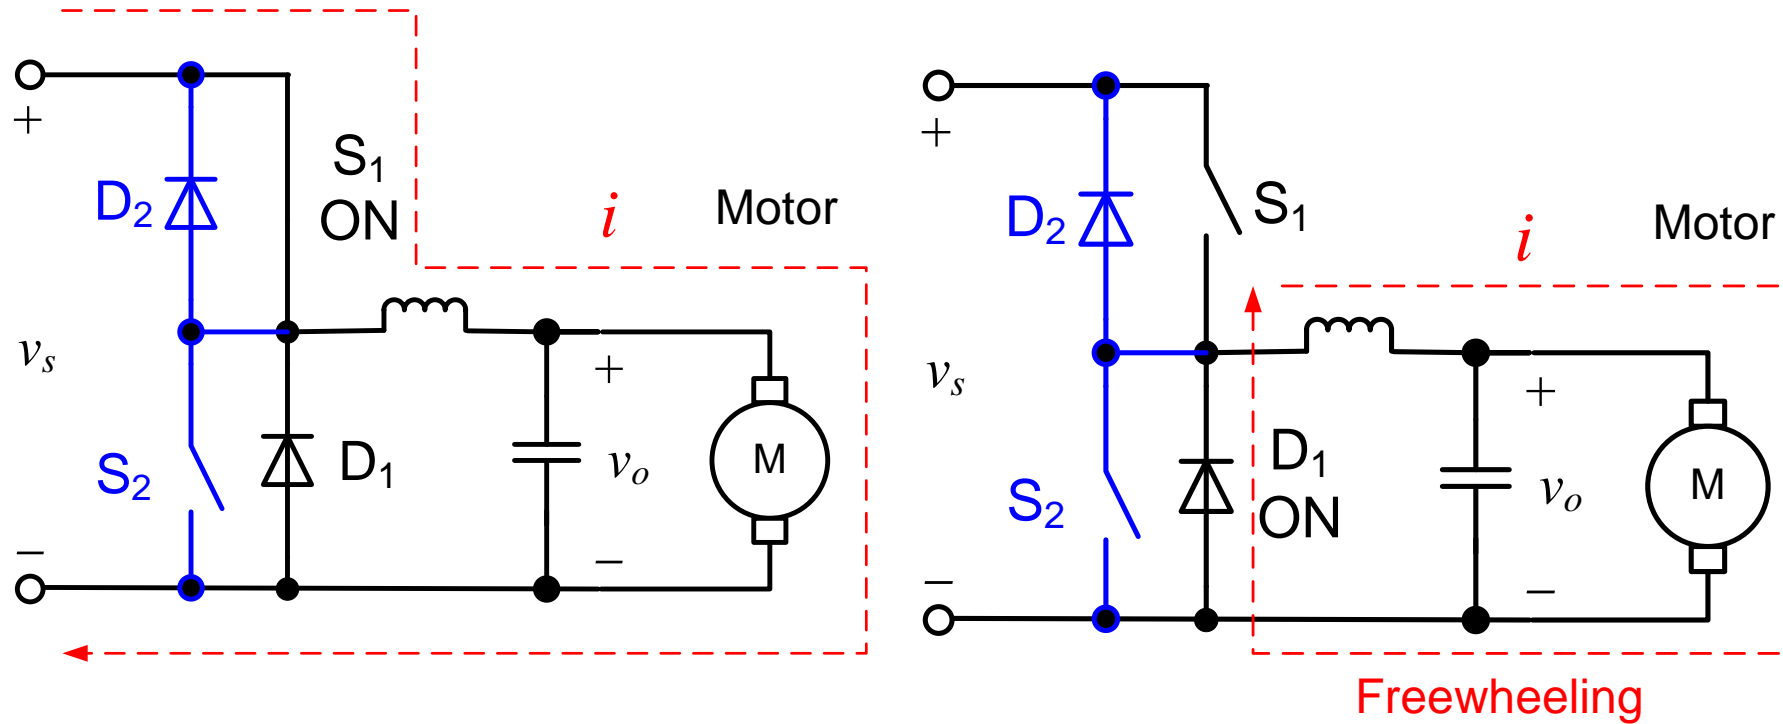 +
S₁
ON
D₂
i
Motor
vₛ
+
S₂
D₁
vₒ
M
−
−
+
D₂
S₁
i
Motor
vₛ
+
S₂
D₁
ON
vₒ
M
−
−
Freewheeling